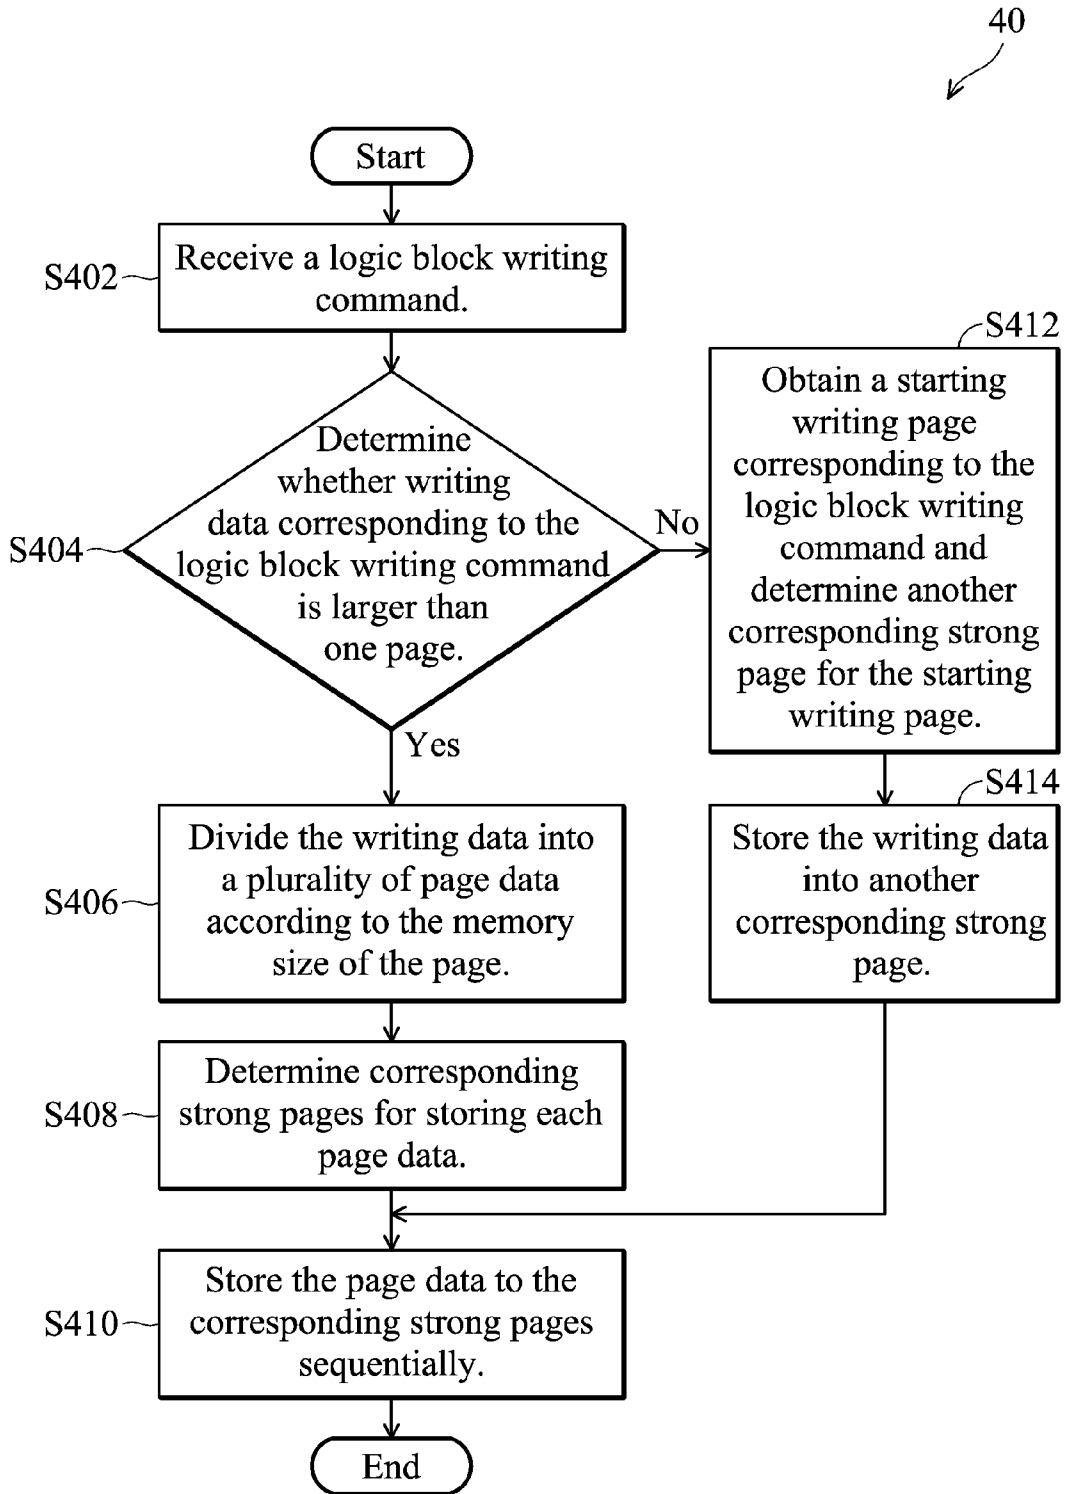 40
Start
S402
Receive a logic block writing
command.
S404
Determine
whether writing
data corresponding to the
logic block writing command
is larger than
one page.
No
Yes
S412
Obtain a starting
writing page
corresponding to the
logic block writing
command and
determine another
corresponding strong
page for the starting
writing page.
S414
Store the writing data
into another
corresponding strong
page.
S406
Divide the writing data into
a plurality of page data
according to the memory
size of the page.
S408
Determine corresponding
strong pages for storing each
page data.
S410
Store the page data to the
corresponding strong pages
sequentially.
End